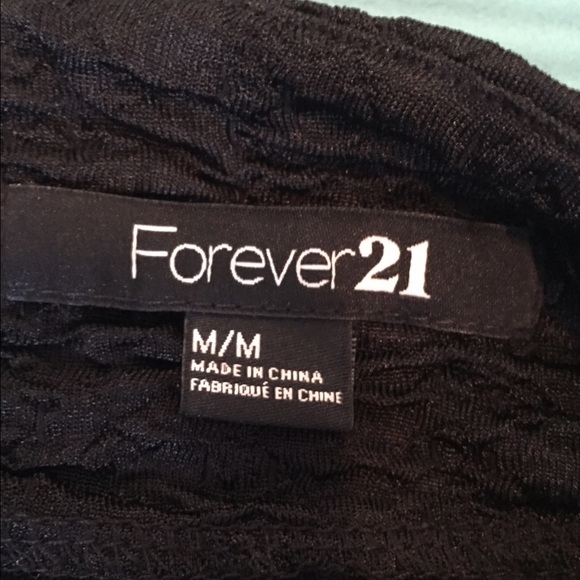 Forever21
M/M
MADE IN CHINA
FABRIQUÉ EN CHINE